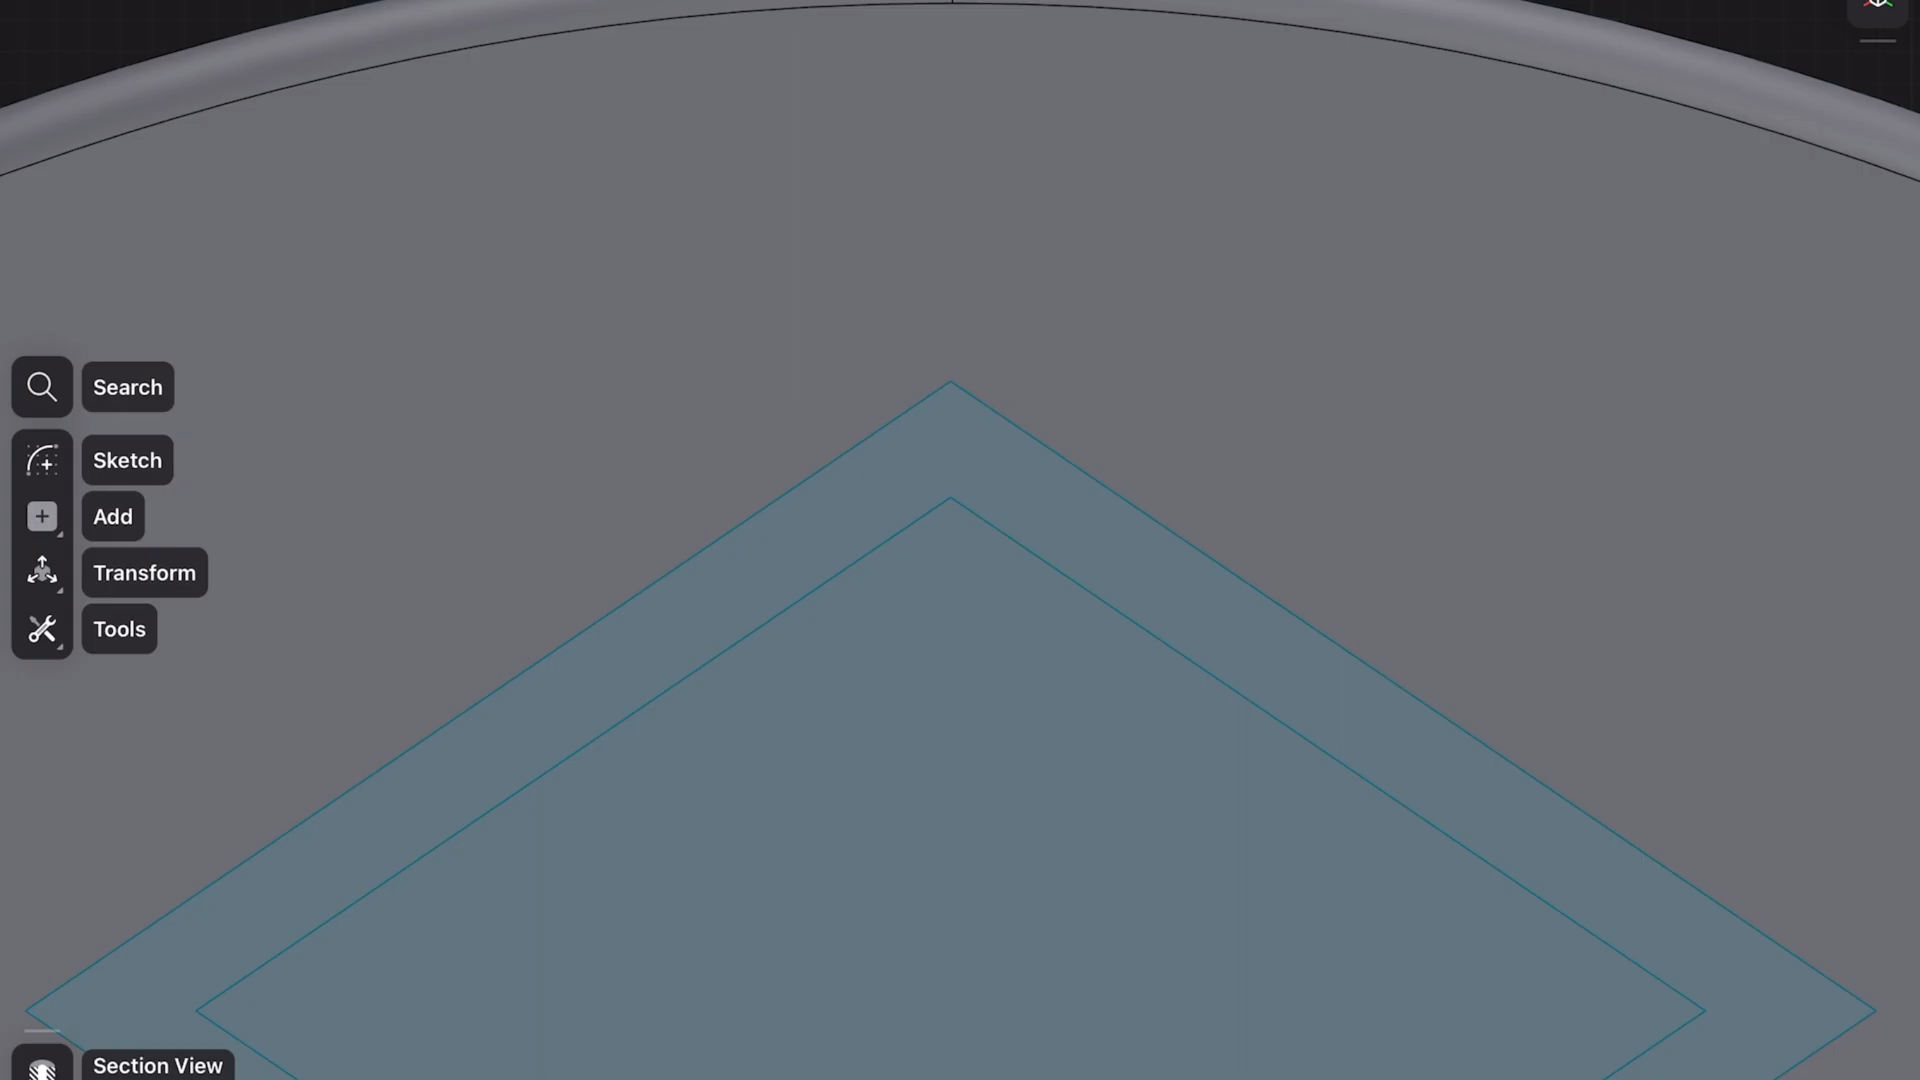 Search
Sketch
Add
Transform
Tools
Section View